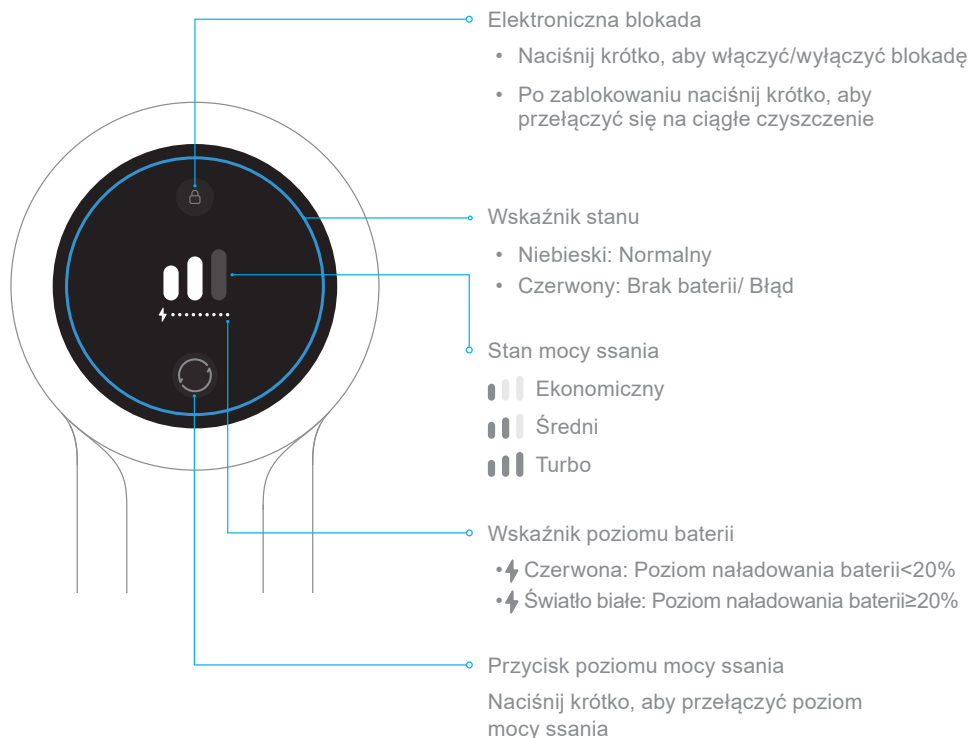 Elektroniczna blokada
• Naciśnij krótko, aby włączyć/wyłączyć blokadę
• Po zablokowaniu naciśnij krótko, aby
przełączyć się na ciągłe czyszczenie
Wskaźnik stanu
• Niebieski: Normalny
• Czerwony: Brak baterii/ Błąd
Stan mocy ssania
Ekonomiczny
Średni
Turbo
Wskaźnik poziomu baterii
• Czerwona: Poziom naładowania baterii<20%
• Światło białe: Poziom naładowania baterii≥20%
Przycisk poziomu mocy ssania
Naciśnij krótko, aby przełączyć poziom
mocy ssania